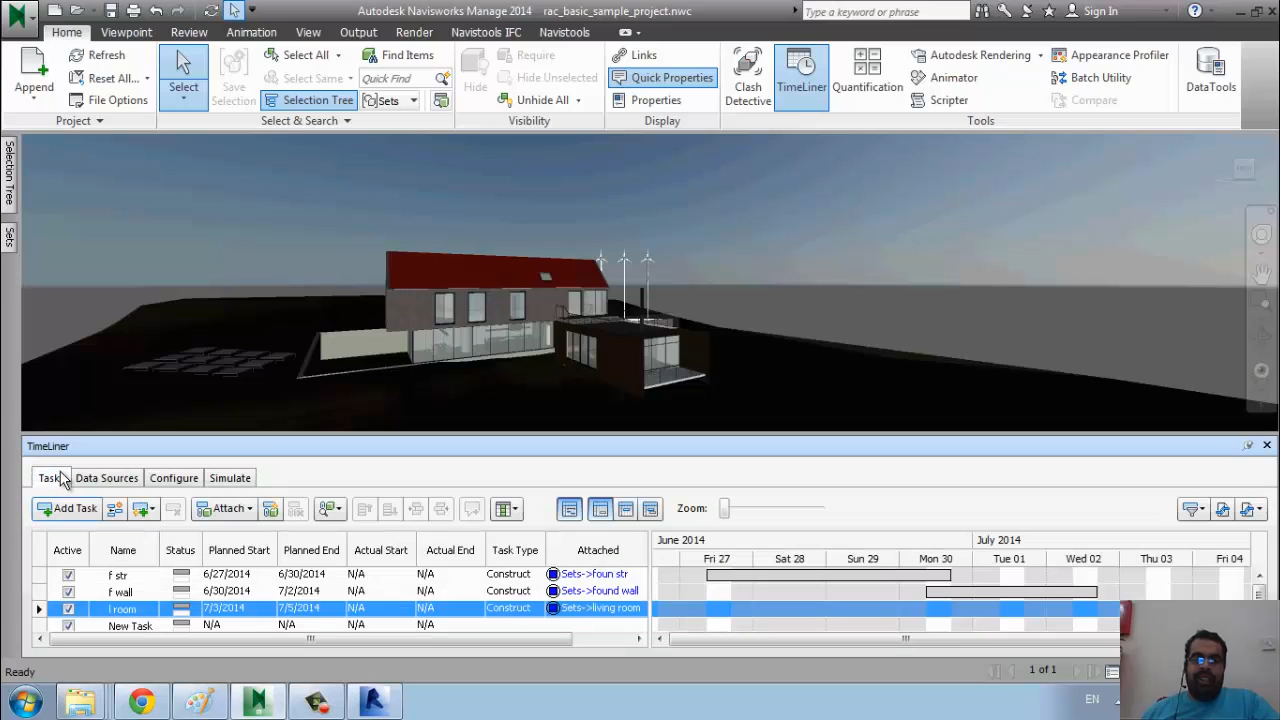 Autodesk Navisworks Manage 2014 rac_basic_sample_project.nwc
Type a keyword or phrase
Sign In
Home Viewpoint Review Animation View Output Render Navistools IFC Navistools
Append
Refresh
Reset All...
File Options
Project
Select
Save Selection
Select All
Select Same
Selection Tree
Find Items
Quick Find
Sets
Select & Search
Hide
Require
Hide Unselected
Unhide All
Visibility
Links
Quick Properties
Properties
Display
Clash Detective
TimeLiner
Quantification
Autodesk Rendering
Animator
Scripter
Appearance Profiler
Batch Utility
Compare
DataTools
Tools
Selection Tree
Sets
TimeLiner
Tasks Data Sources Configure Simulate
Add Task
Attach
Zoom:
Active Name Status Planned Start Planned End Actual Start Actual End Task Type Attached
f str 6/27/2014 6/30/2014 N/A N/A Construct Sets->foun str
f wall 6/30/2014 7/2/2014 N/A N/A Construct Sets->found wall
l room 7/3/2014 7/5/2014 N/A N/A Construct Sets->living room
New Task N/A N/A N/A N/A
June 2014 July 2014
Fri 27 Sat 28 Sun 29 Mon 30 Tue 01 Wed 02 Thu 03 Fri 04
Ready
1 of 1
EN